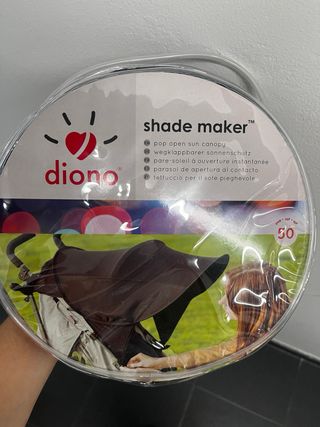 diono
shade maker™
pop open sun canopy
wegklappbarer sonnenschutz
pare-soleil à ouverture instantanée
parasol de apertura al contacto
tettuccio per il sole pieghevole
50